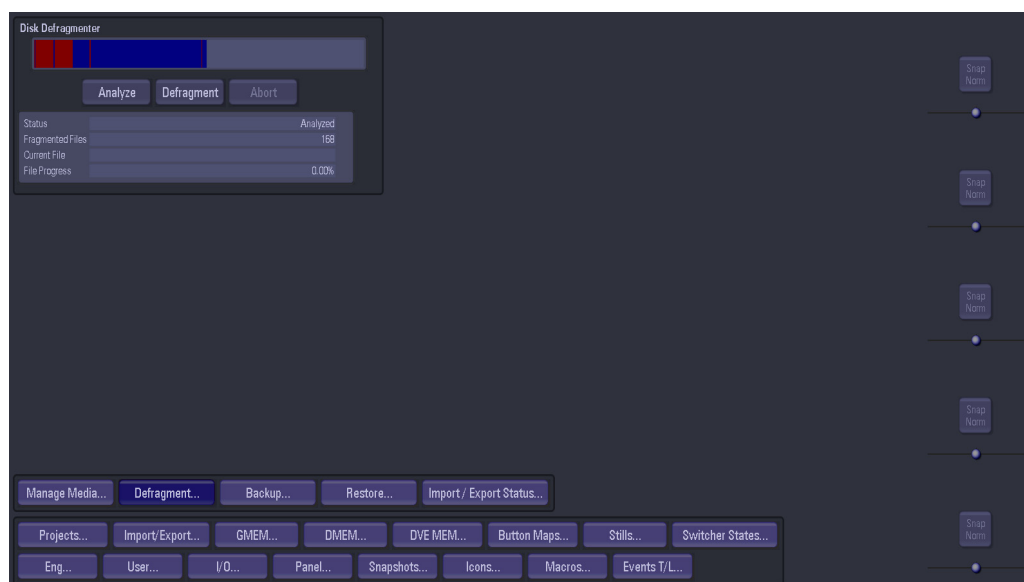 Disk Defragmenter
Analyze Defragment Abort
Status Analyzed
Fragmented Files 168
Current File
File Progress 0.00%
Snap
Norm
Snap
Norm
Snap
Norm
Snap
Norm
Snap
Norm
Manage Media... Defragment... Backup... Restore... Import / Export Status...
Projects... Import/Export... GMEM... DMEM... DVE MEM... Button Maps... Stills... Switcher States...
Eng... User... I/O... Panel... Snapshots... Icons... Macros... Events T/L...